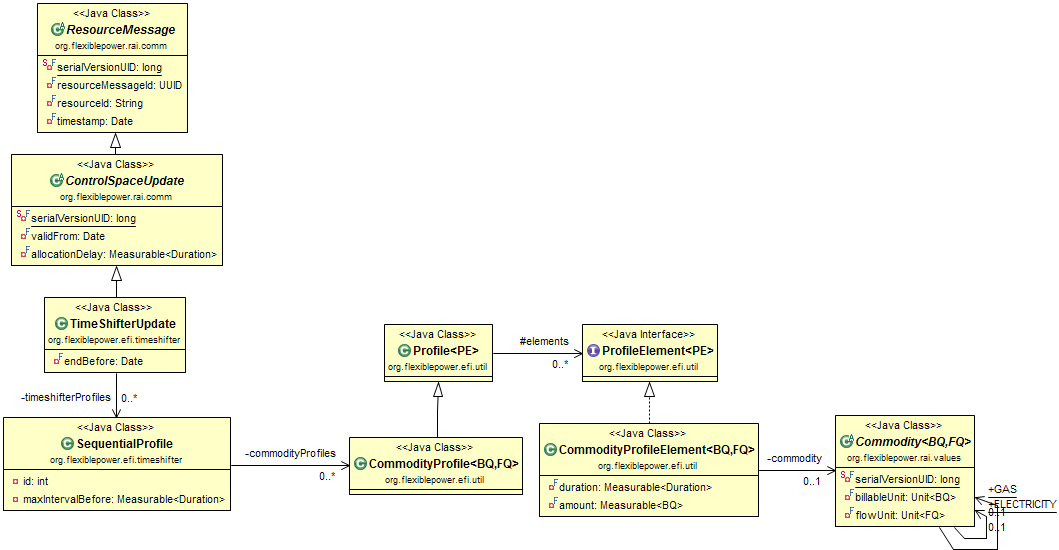 <<Java Class>>
ResourceMessage
org.flexiblepower.rai.comm
serialVersionUID: long
resourceMessageId: UUID
resourceId: String
timestamp: Date
<<Java Class>>
ControlSpaceUpdate
org.flexiblepower.rai.comm
serialVersionUID: long
validFrom: Date
allocationDelay: Measurable<Duration>
<<Java Class>>
TimeShifterUpdate
org.flexiblepower.efi.timeshifter
endBefore: Date
-timeshifterProfiles
0..*
<<Java Class>>
SequentialProfile
org.flexiblepower.efi.timeshifter
id: int
maxIntervalBefore: Measurable<Duration>
-commodityProfiles
0..*
<<Java Class>>
Profile<PE>
org.flexiblepower.efi.util
#elements
0..*
<<Java Interface>>
ProfileElement<PE>
org.flexiblepower.efi.util
<<Java Class>>
CommodityProfile<BQ,FQ>
org.flexiblepower.efi.util
<<Java Class>>
CommodityProfileElement<BQ,FQ>
org.flexiblepower.efi.util
duration: Measurable<Duration>
amount: Measurable<BQ>
-commodity
0..1
<<Java Class>>
Commodity<BQ,FQ>
org.flexiblepower.rai.values
serialVersionUID: long
billableUnit: Unit<BQ>
flowUnit: Unit<FQ>
+GAS
+ELECTRICITY
0..1
0..1